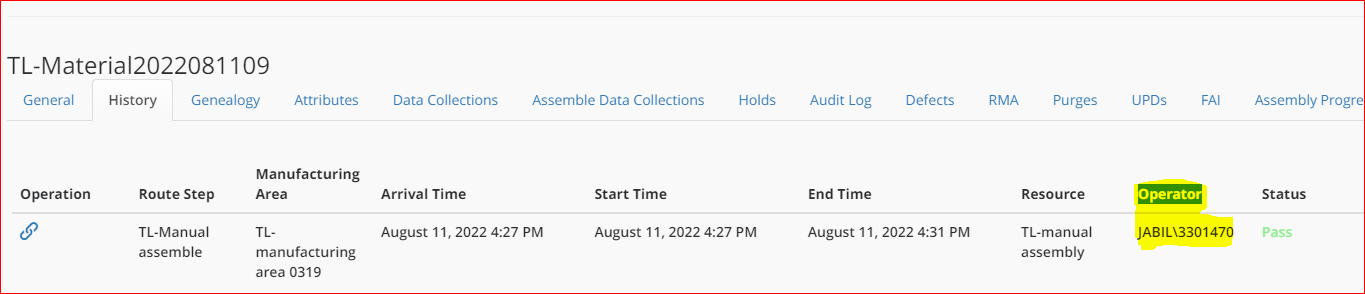 TL-Material2022081109
General History Genealogy Attributes Data Collections Assemble Data Collections Holds Audit Log Defects RMA Purges UPDs FAI Assembly Progre
Operation Route Step Manufacturing Area Arrival Time Start Time End Time Resource Operator Status
TL-Manual assemble TL-manufacturing area 0319 August 11, 2022 4:27 PM August 11, 2022 4:27 PM August 11, 2022 4:31 PM TL-manual assembly JABIL\3301470 Pass